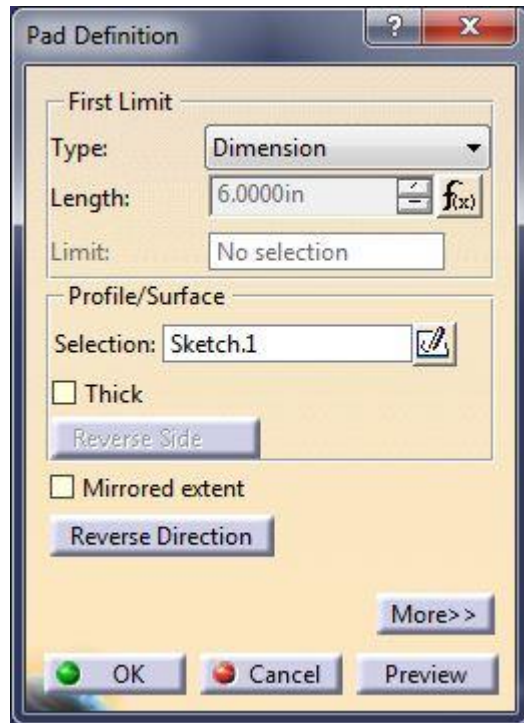 Pad Definition
?
First Limit
Type: Dimension
Length: 6.0000in f(x)
Limit: No selection
Profile/Surface
Selection: Sketch.1
Thick
Reverse Side
Mirrored extent
Reverse Direction
More>>
OK Cancel Preview